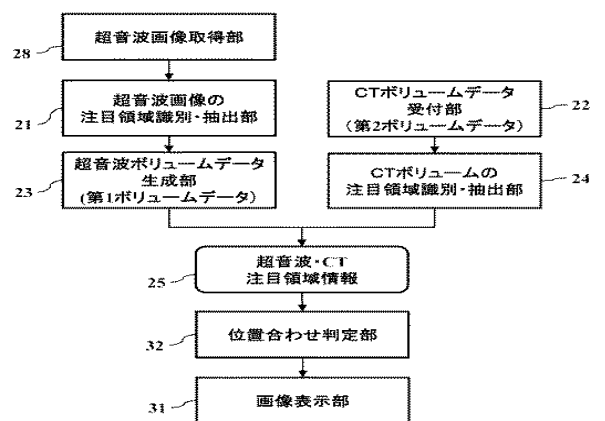 超音波画像取得部
28
超音波画像の
注目領域識別・抽出部
21
CTボリュームデータ
受付部
(第2ボリュームデータ)
22
超音波ボリュームデータ
生成部
(第1ボリュームデータ)
23
CTボリュームの
注目領域識別・抽出部
24
超音波・CT
注目領域情報
25
位置合わせ判定部
32
画像表示部
31